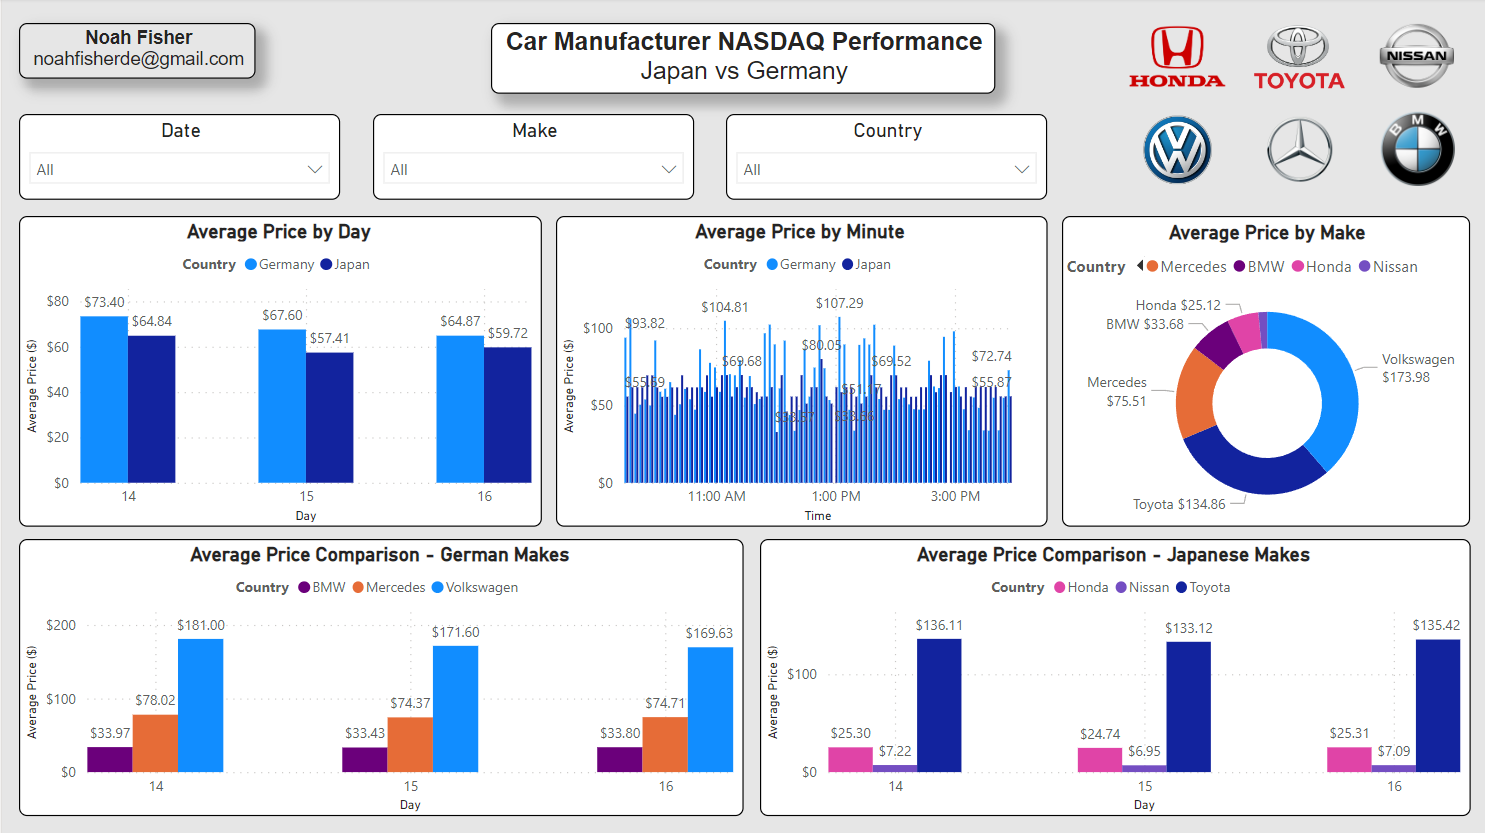 Noah Fisher
noahfisherde@gmail.com
Car Manufacturer NASDAQ Performance
Japan vs Germany
HONDA
TOYOTA
NISSAN
BMW
Date
All
Make
All
Country
All
Average Price by Day
Country Germany Japan
Average Price ($)
$80
$60
$40
$20
$0
$73.40
$64.84
$67.60
$57.41
$64.87
$59.72
14
15
16
Day
Average Price by Minute
Country Germany Japan
Average Price ($)
$100
$50
$0
$93.82
$104.81
$107.29
$80.05
$69.68
$69.52
$72.74
$55.87
11:00 AM
1:00 PM
3:00 PM
Time
Average Price by Make
Country Mercedes BMW Honda Nissan
Honda $25.12
BMW $33.68
Mercedes
$75.51
Volkswagen
$173.98
Toyota $134.86
Average Price Comparison - German Makes
Country BMW Mercedes Volkswagen
Average Price ($)
$200
$100
$0
$33.97
$78.02
$181.00
$33.43
$74.37
$171.60
$33.80
$74.71
$169.63
14
15
16
Day
Average Price Comparison - Japanese Makes
Country Honda Nissan Toyota
Average Price ($)
$100
$0
$25.30
$7.22
$136.11
$24.74
$6.95
$133.12
$25.31
$7.09
$135.42
14
15
16
Day